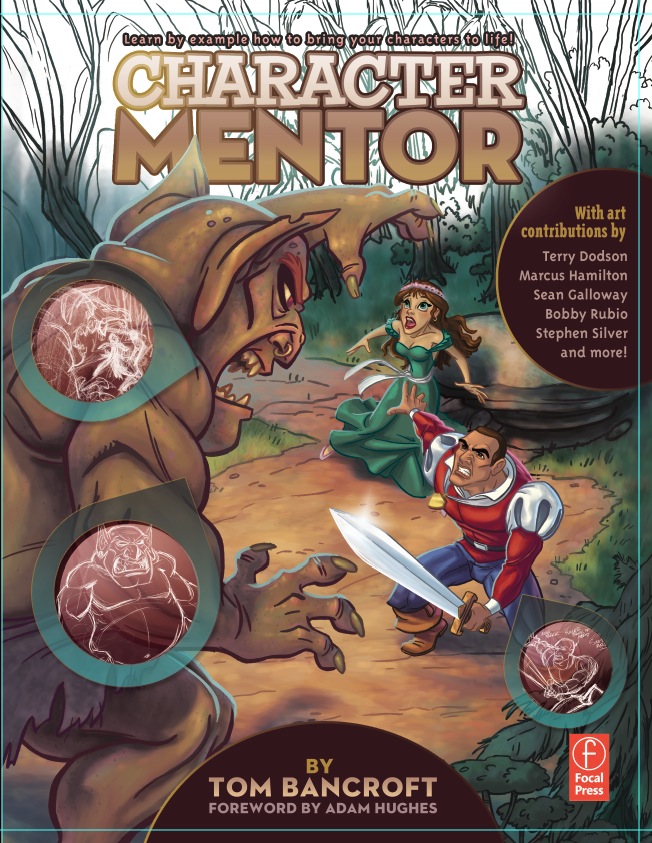 Learn by example how to bring your characters to life!
CHARACTER
MENTOR
With art
contributions by
Terry Dodson
Marcus Hamilton
Sean Galloway
Bobby Rubio
Stephen Silver
and more!
BY
TOM BANCROFT
FOREWORD BY ADAM HUGHES
f
Focal
Press